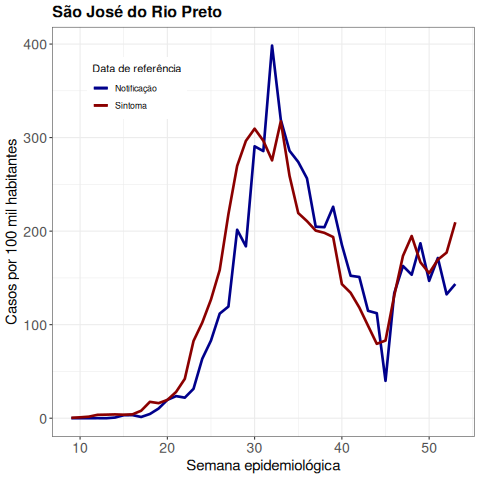 São José do Rio Preto
Casos por 100 mil habitantes
400
300
200
100
0
Data de referência
Notificação
Sintoma
10
20
30
40
50
Semana epidemiológica